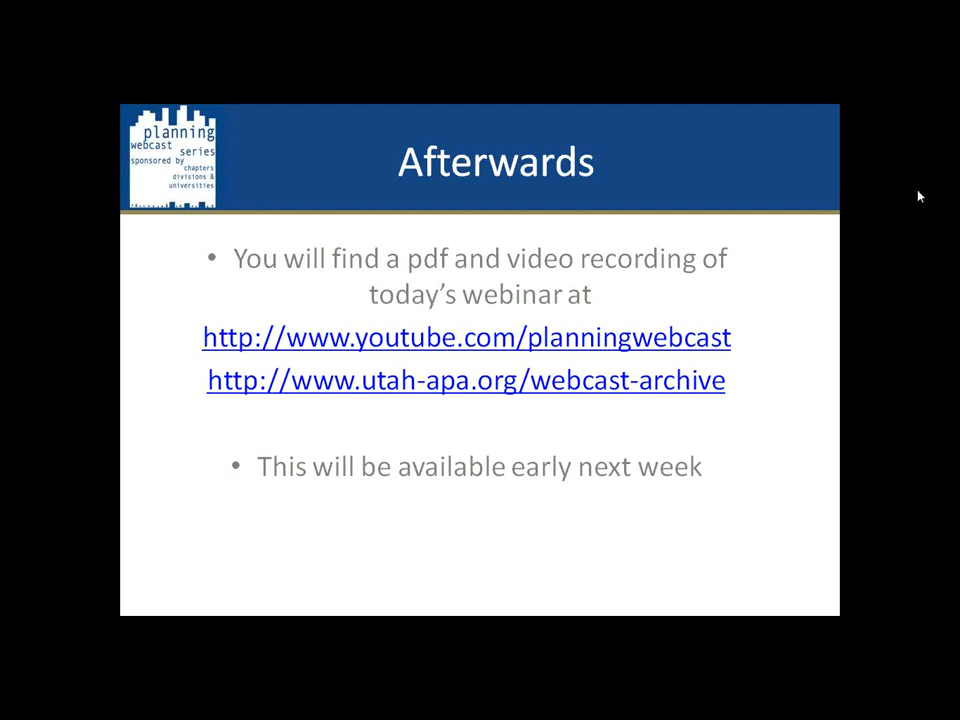 planning
webcast series
sponsored by
chapters
divisions &
universities
Afterwards
• You will find a pdf and video recording of
today’s webinar at
http://www.youtube.com/planningwebcast
http://www.utah-apa.org/webcast-archive
• This will be available early next week